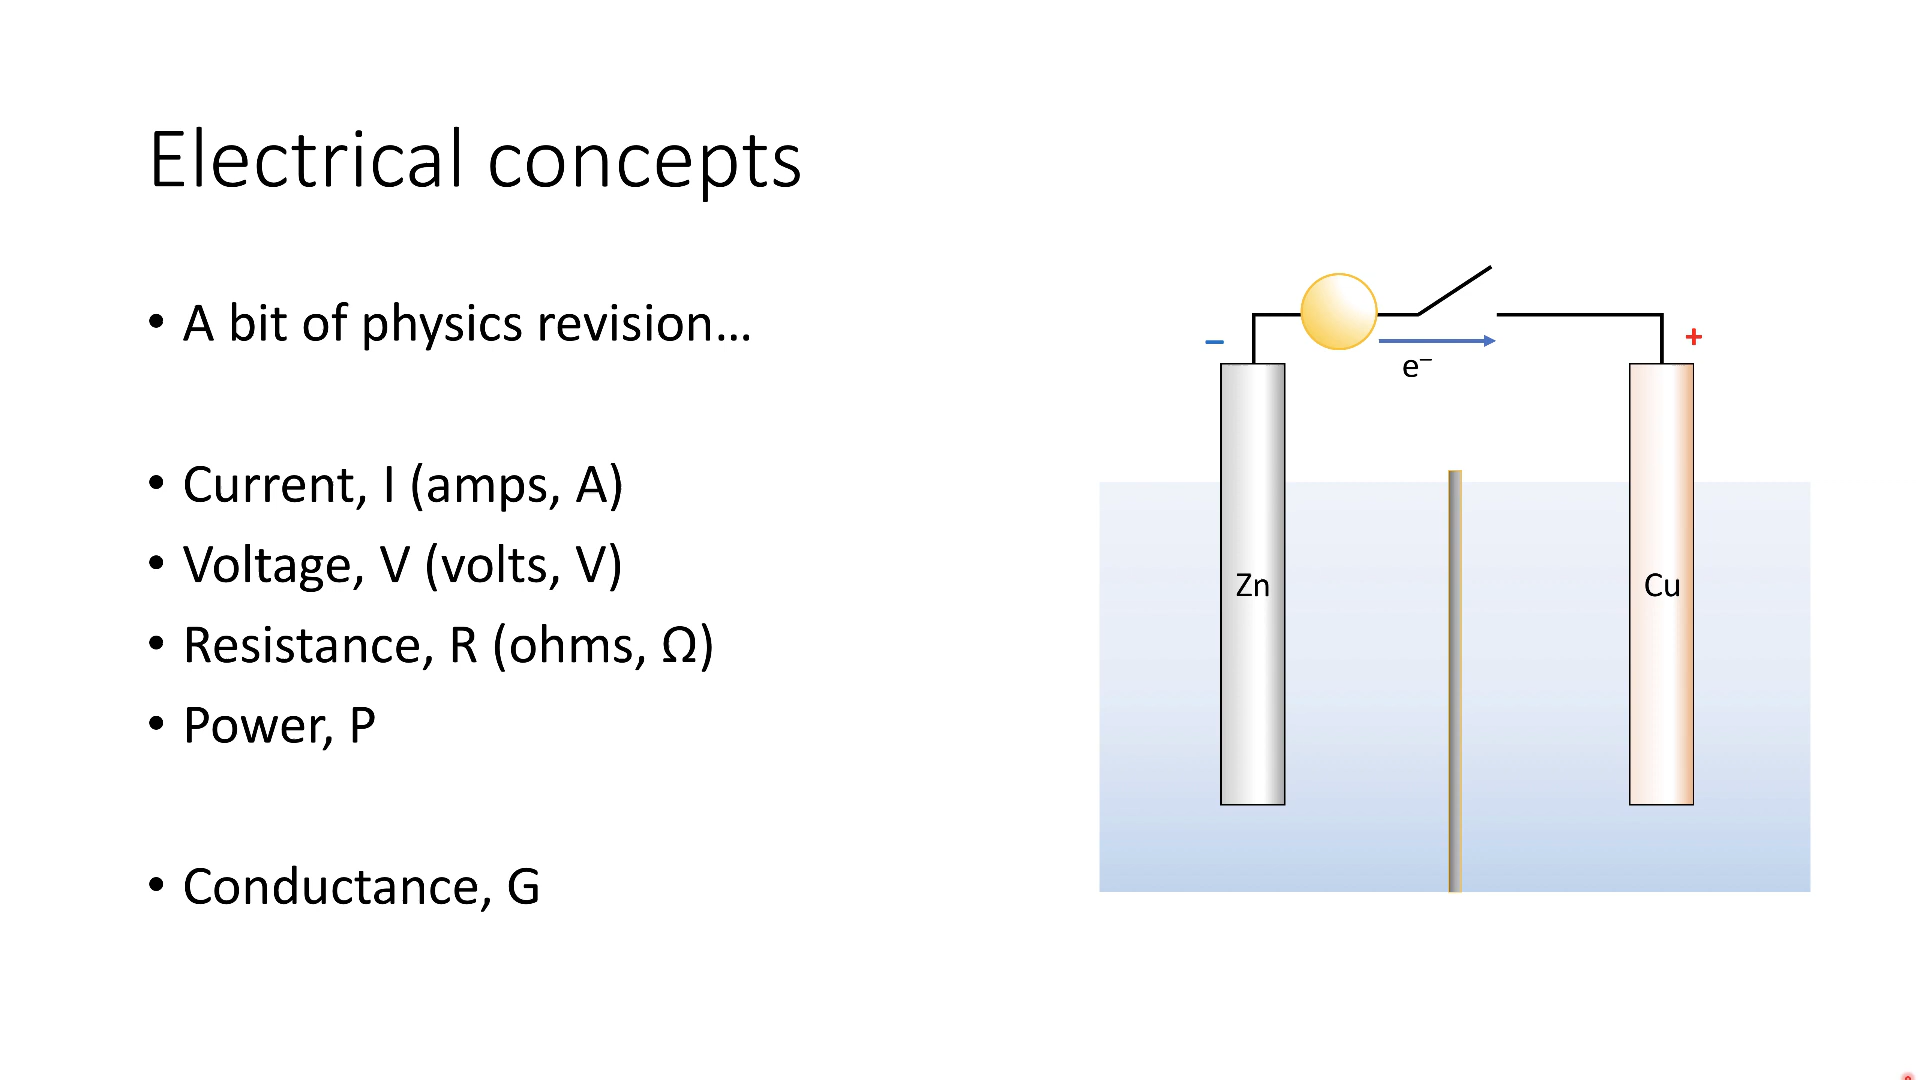 Electrical concepts
• A bit of physics revision…
• Current, I (amps, A)
• Voltage, V (volts, V)
• Resistance, R (ohms, Ω)
• Power, P
• Conductance, G
– +
e–
Zn Cu